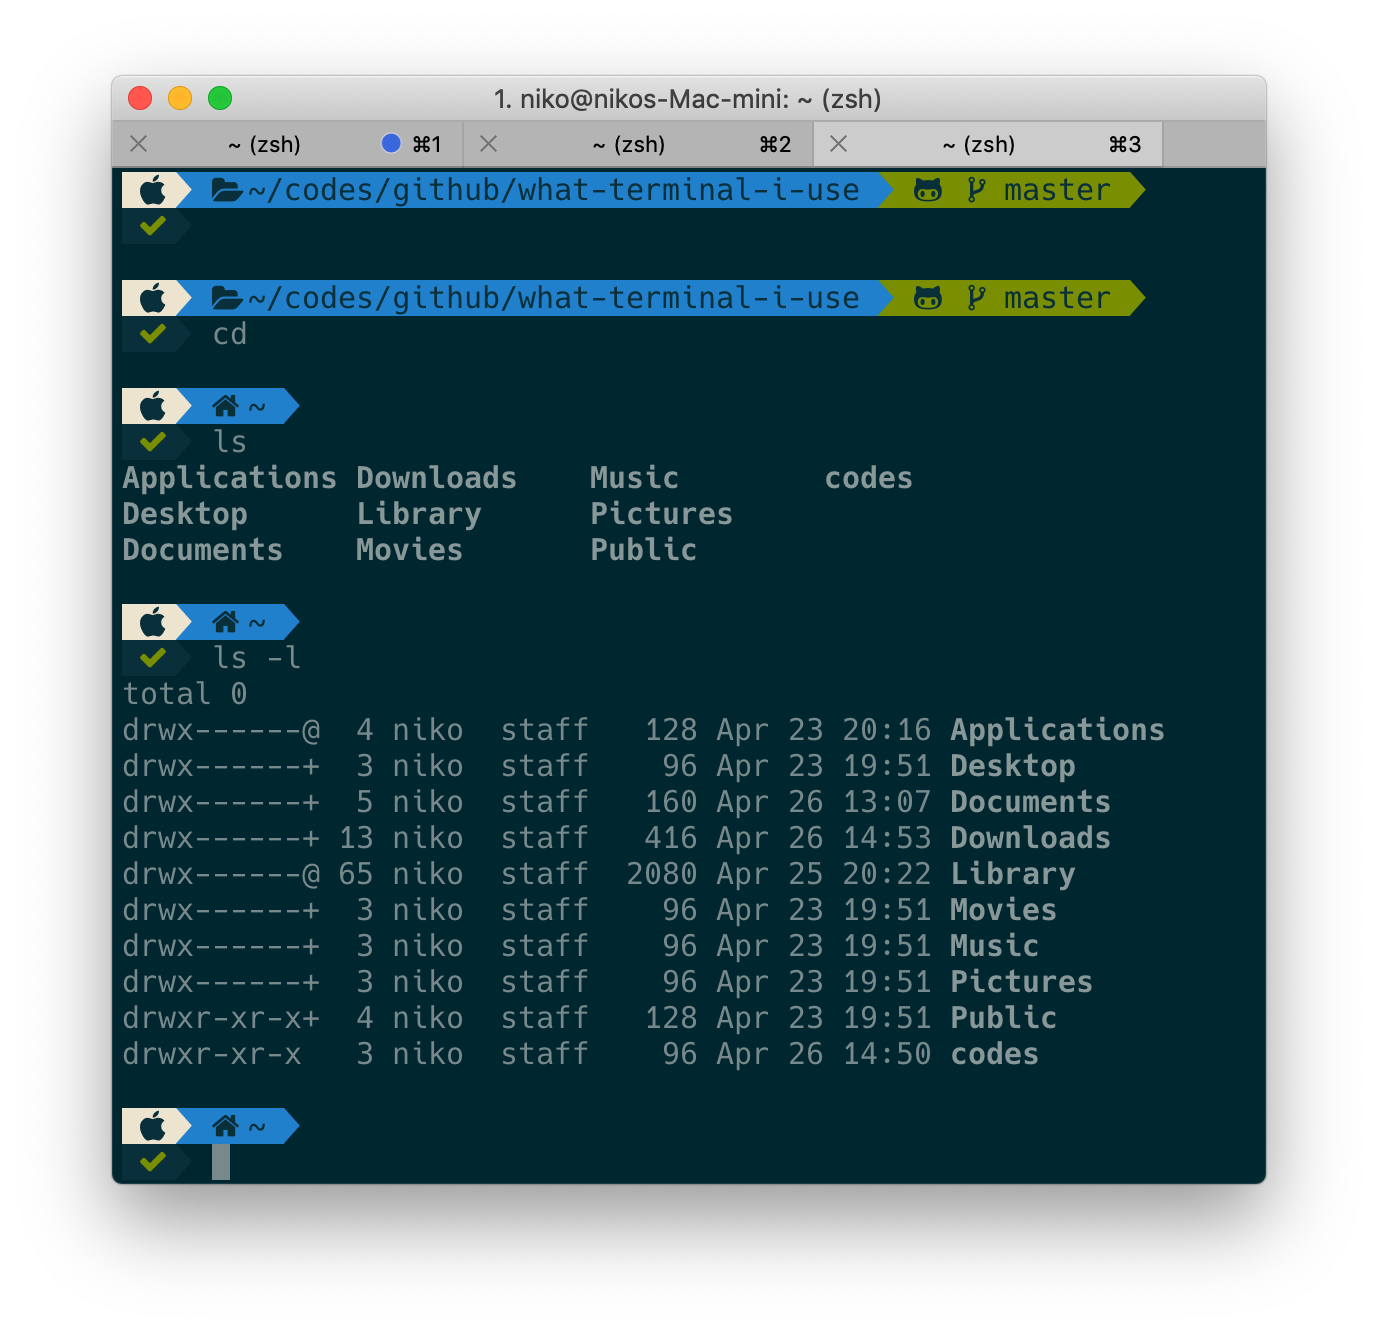 1. niko@nikos-Mac-mini: ~ (zsh)
~ (zsh) ⌘1 ~ (zsh) ⌘2 ~ (zsh) ⌘3
~/codes/github/what-terminal-i-use master
~/codes/github/what-terminal-i-use master
cd
~
ls
Applications Downloads Music codes
Desktop Library Pictures
Documents Movies Public
~
ls -l
total 0
drwx------@ 4 niko staff 128 Apr 23 20:16 Applications
drwx------+ 3 niko staff 96 Apr 23 19:51 Desktop
drwx------+ 5 niko staff 160 Apr 26 13:07 Documents
drwx------+ 13 niko staff 416 Apr 26 14:53 Downloads
drwx------@ 65 niko staff 2080 Apr 25 20:22 Library
drwx------+ 3 niko staff 96 Apr 23 19:51 Movies
drwx------+ 3 niko staff 96 Apr 23 19:51 Music
drwx------+ 3 niko staff 96 Apr 23 19:51 Pictures
drwxr-xr-x+ 4 niko staff 128 Apr 23 19:51 Public
drwxr-xr-x 3 niko staff 96 Apr 26 14:50 codes
~